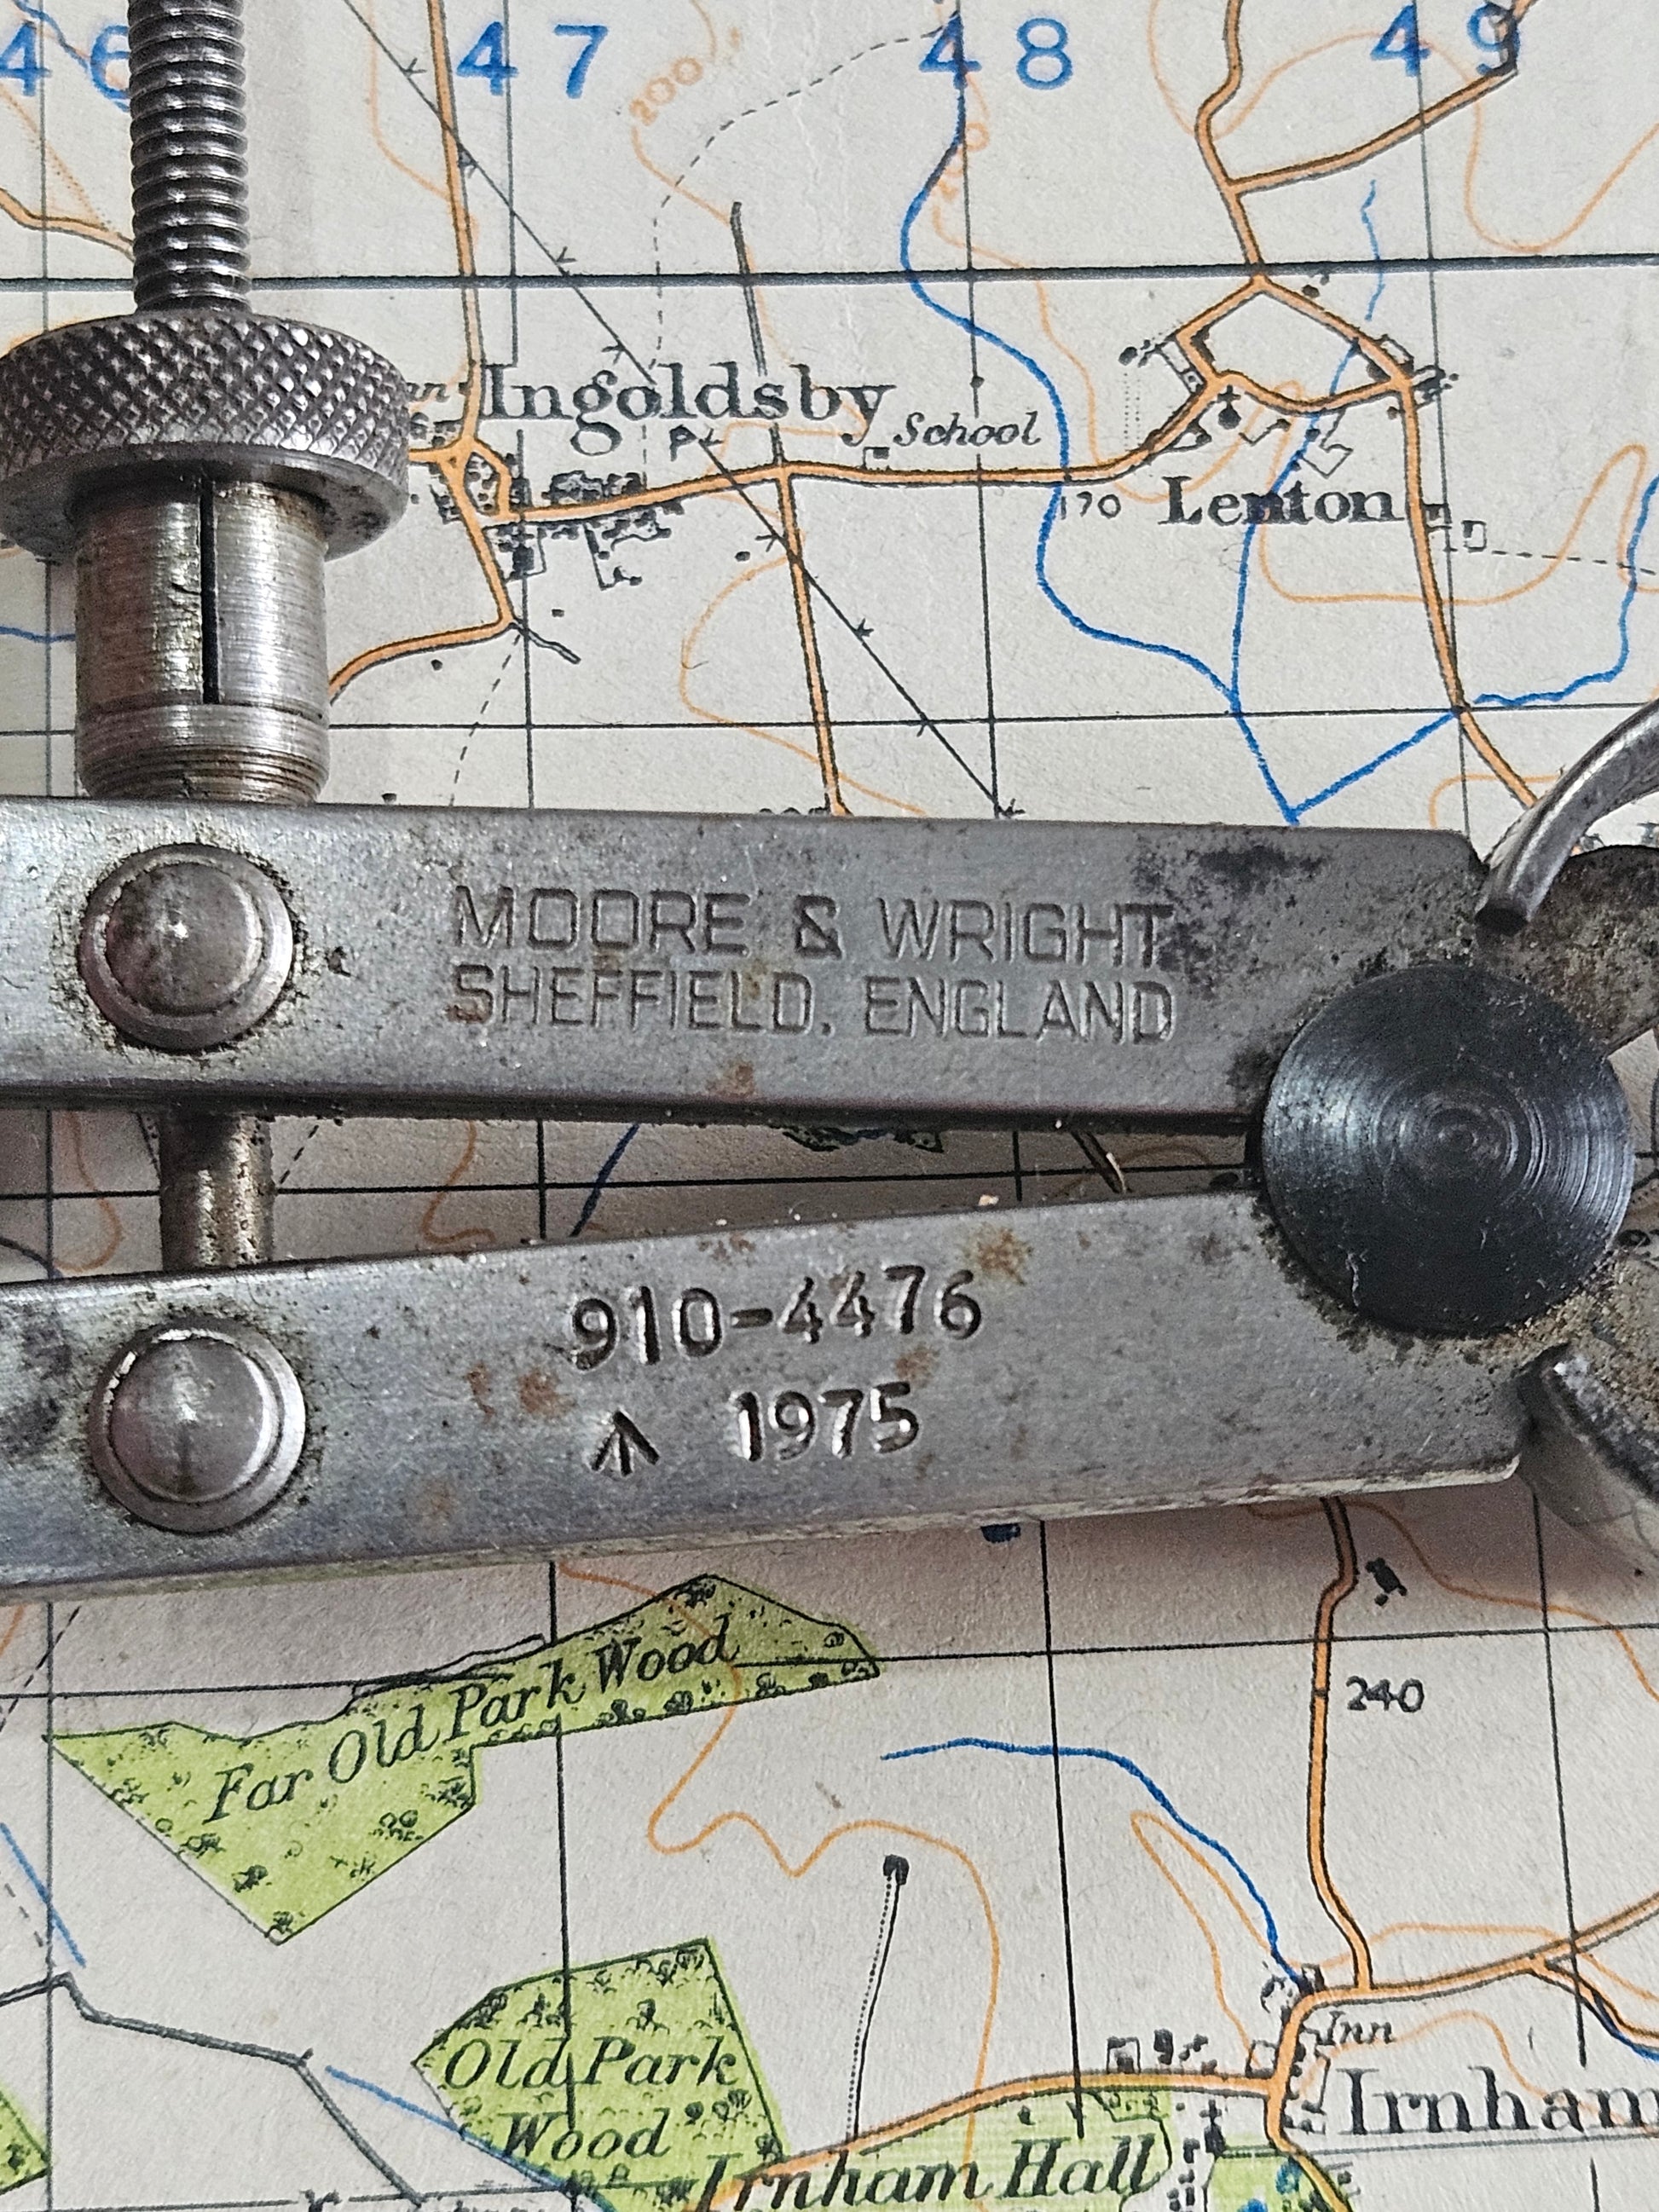 47
48
49
200
Ingoldsby
School
P
170
Lenton
MOORE & WRIGHT
SHEFFIELD, ENGLAND
910-4476
1975
Far Old Park Wood
240
Old Park
Wood
Inn
Irnham
Irnham Hall